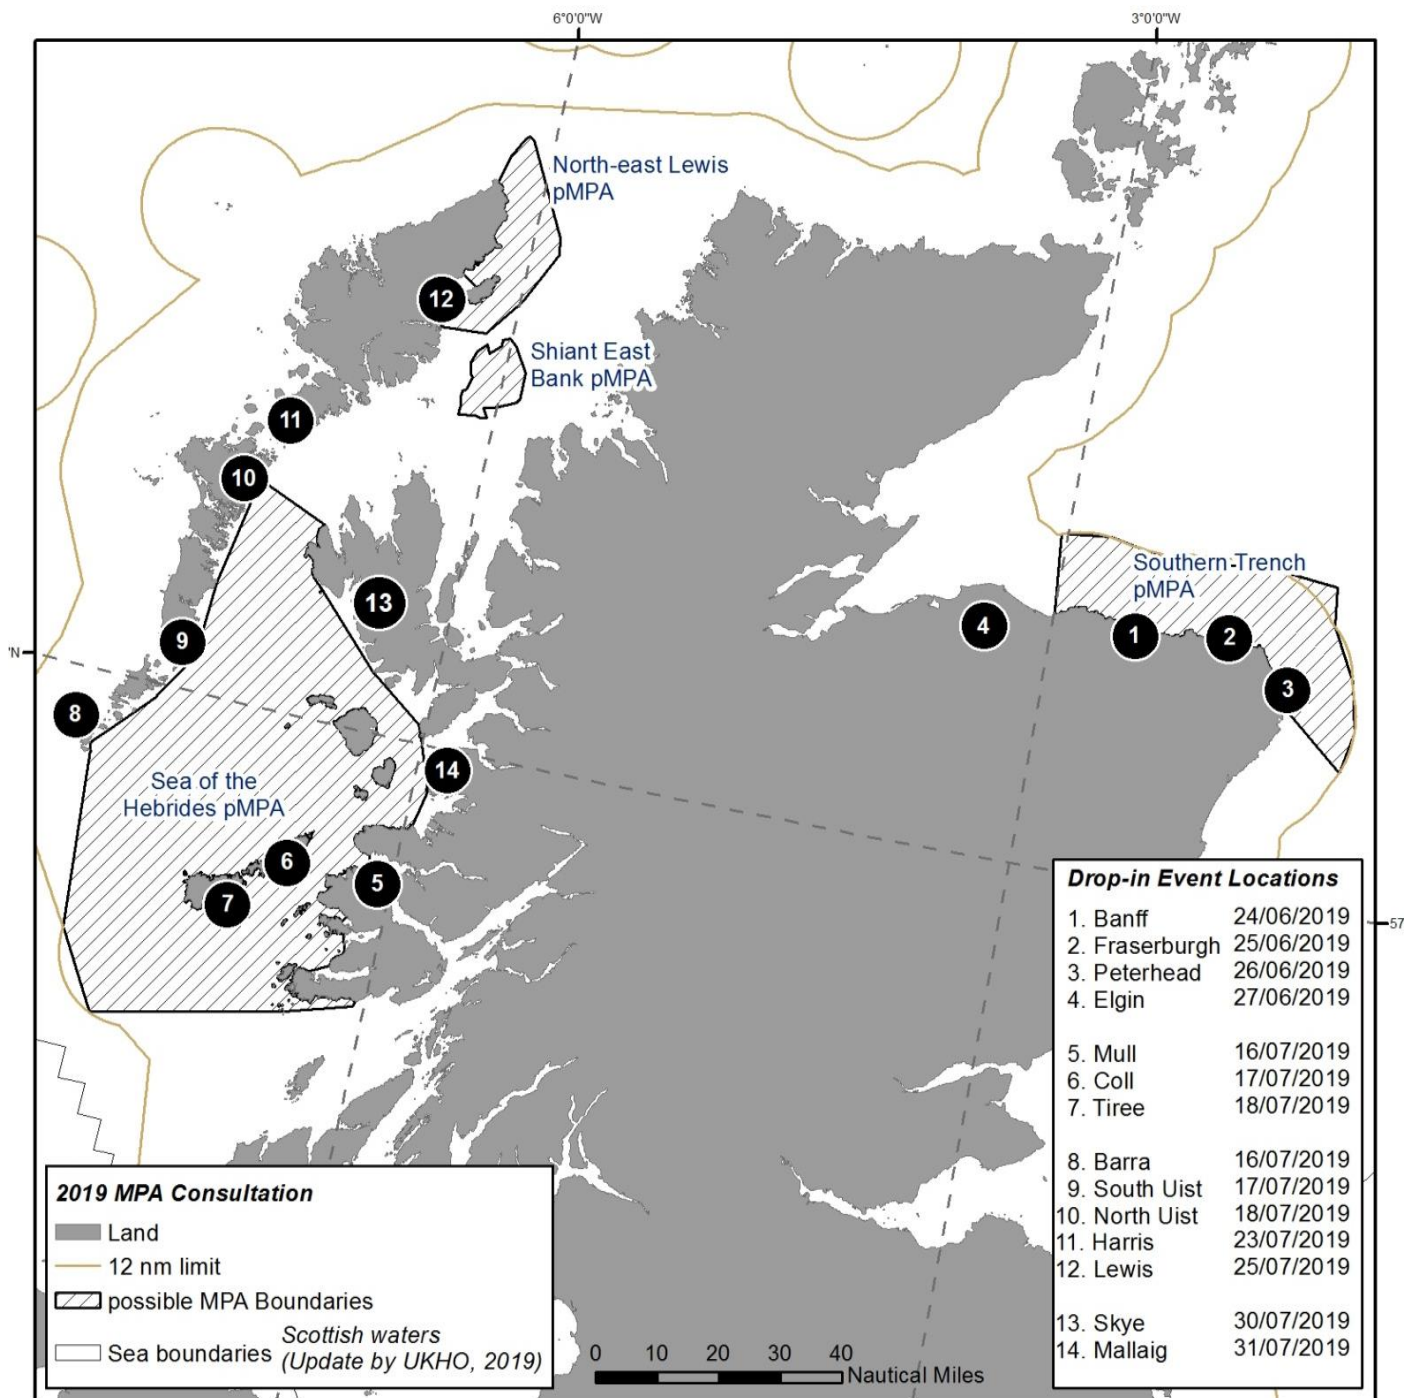 6°0'0"W 3°0'0"W
North-east Lewis
pMPA
12
Shiant East
Bank pMPA
11
10
Southern Trench
pMPA
13
4
1
2
9
'N
3
8
14
Sea of the
Hebrides pMPA
6
5
7
57
Drop-in Event Locations
1. Banff 24/06/2019
2. Fraserburgh 25/06/2019
3. Peterhead 26/06/2019
4. Elgin 27/06/2019
5. Mull 16/07/2019
6. Coll 17/07/2019
7. Tiree 18/07/2019
8. Barra 16/07/2019
9. South Uist 17/07/2019
10. North Uist 18/07/2019
11. Harris 23/07/2019
12. Lewis 25/07/2019
13. Skye 30/07/2019
14. Mallaig 31/07/2019
2019 MPA Consultation
Land
12 nm limit
possible MPA Boundaries
Sea boundaries Scottish waters
(Update by UKHO, 2019)
0 10 20 30 40
Nautical Miles